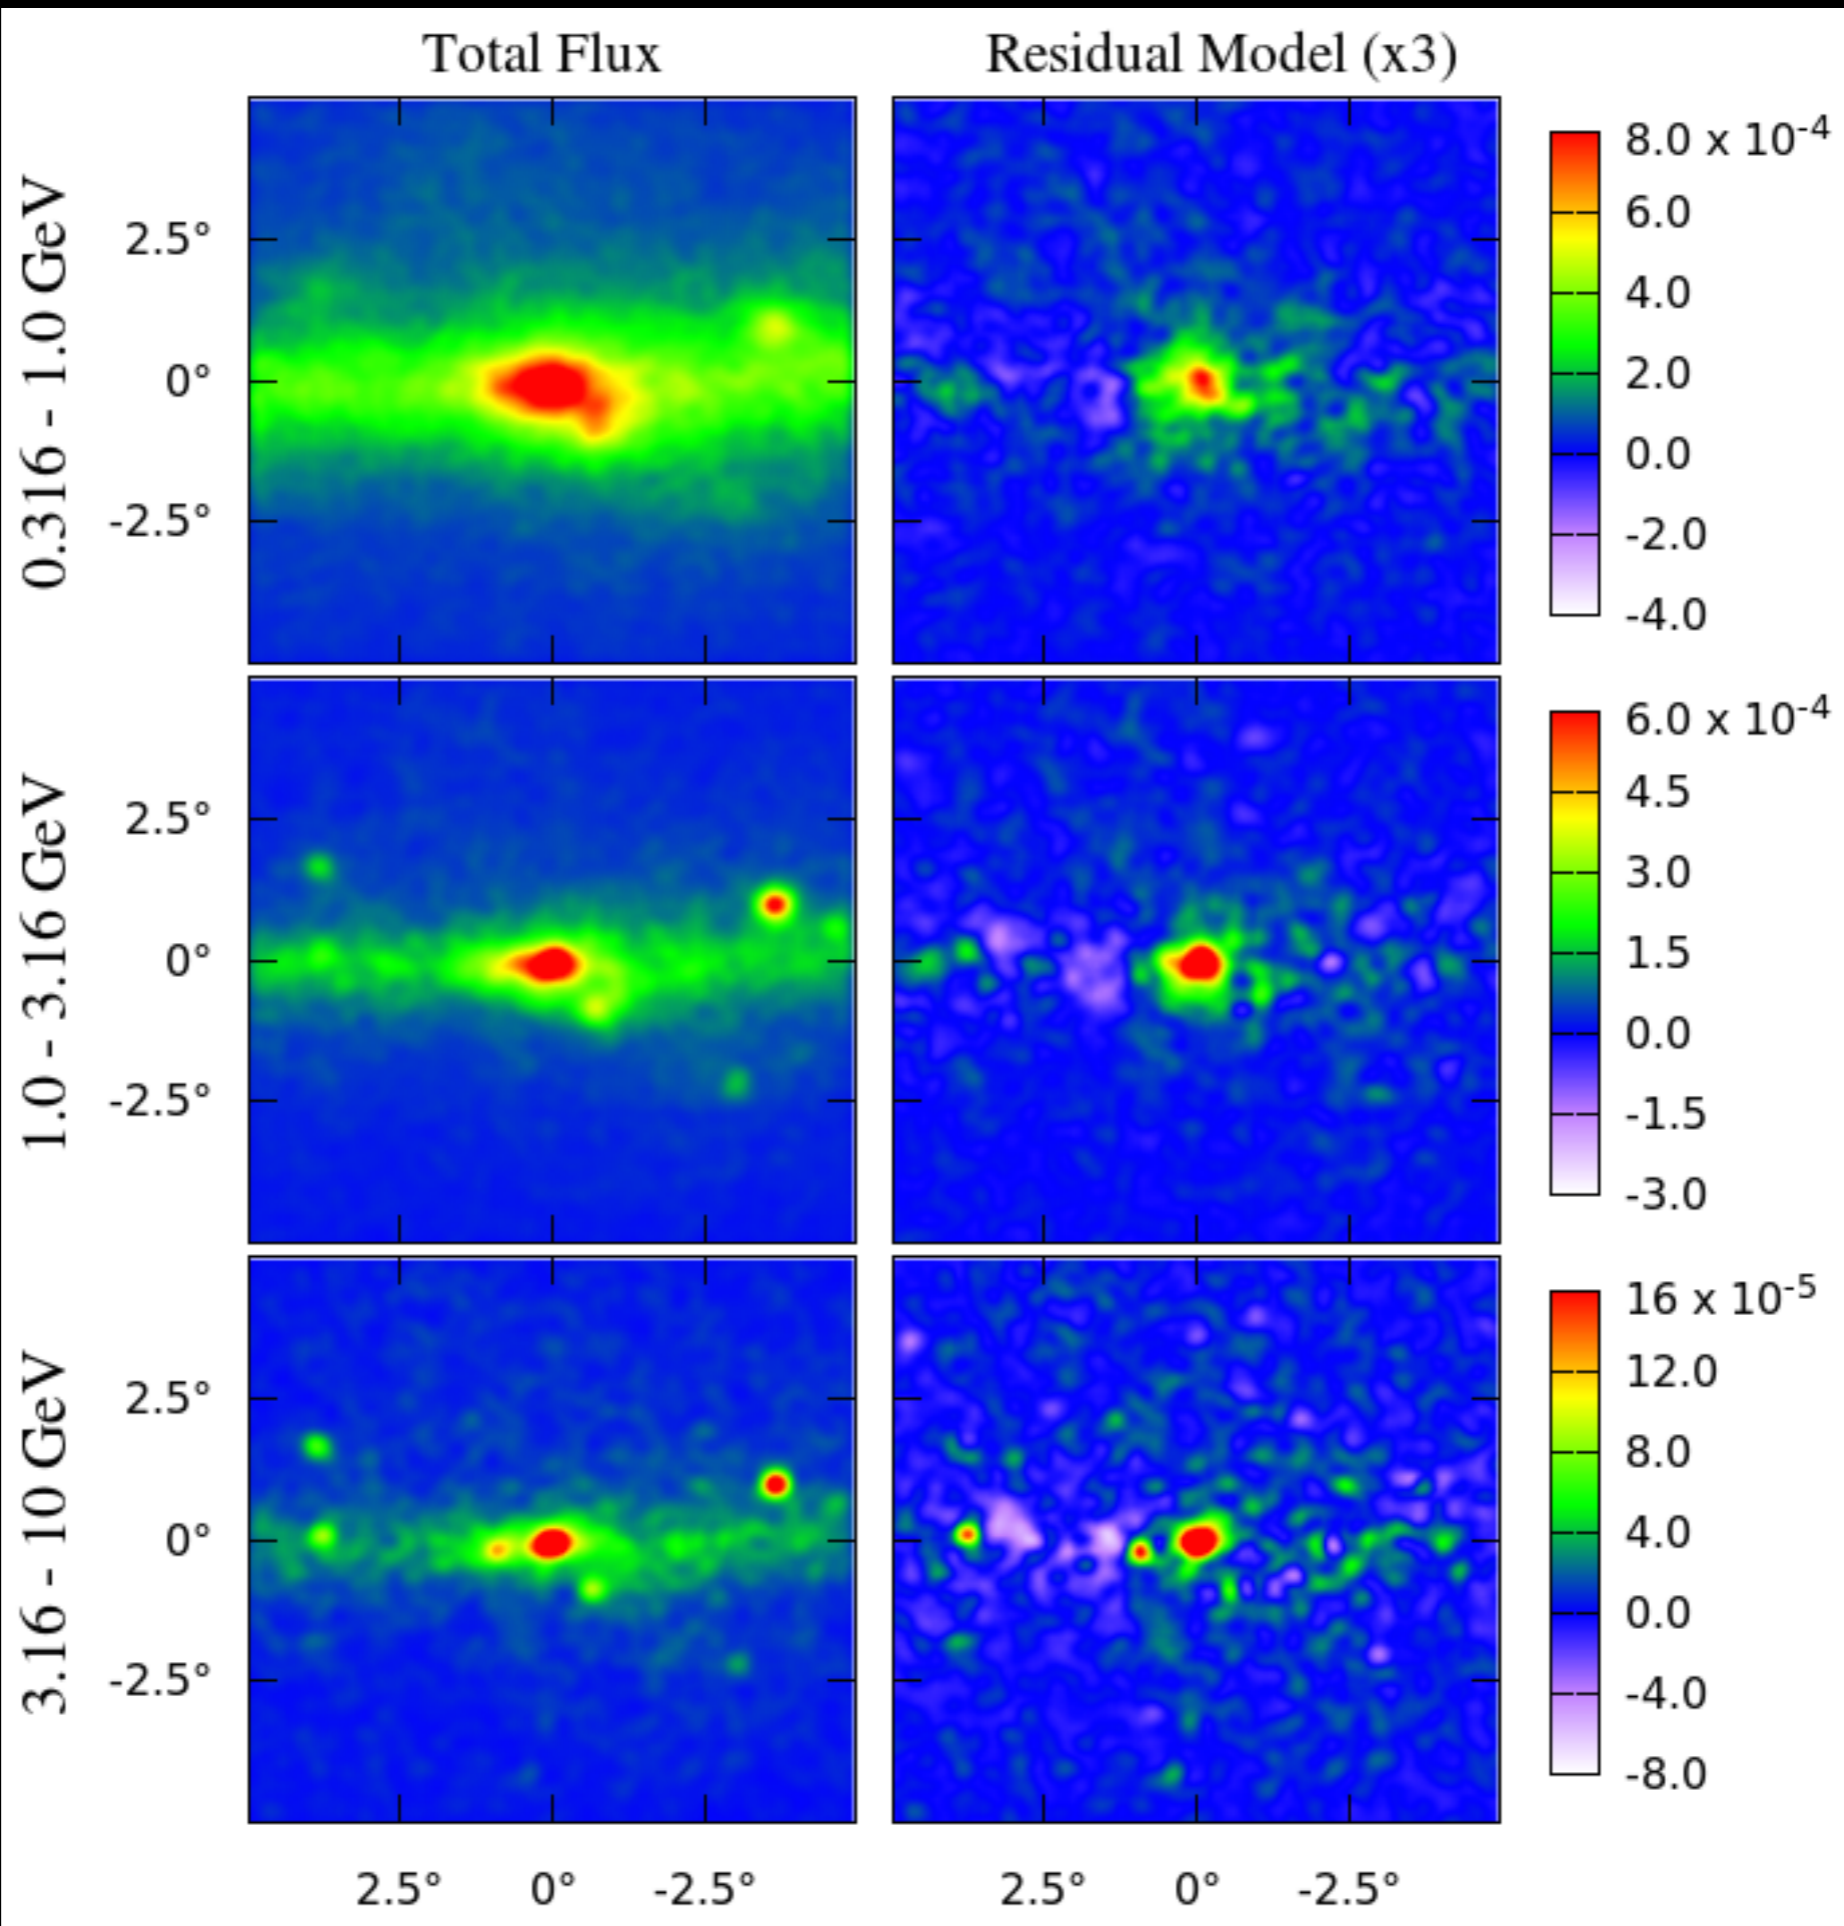 Total Flux
Residual Model (x3)
0.316 - 1.0 GeV
2.5°
0°
-2.5°
8.0 x 10⁻⁴
6.0
4.0
2.0
0.0
-2.0
-4.0
1.0 - 3.16 GeV
2.5°
0°
-2.5°
6.0 x 10⁻⁴
4.5
3.0
1.5
0.0
-1.5
-3.0
3.16 - 10 GeV
2.5°
0°
-2.5°
16 x 10⁻⁵
12.0
8.0
4.0
0.0
-4.0
-8.0
2.5° 0° -2.5°
2.5° 0° -2.5°